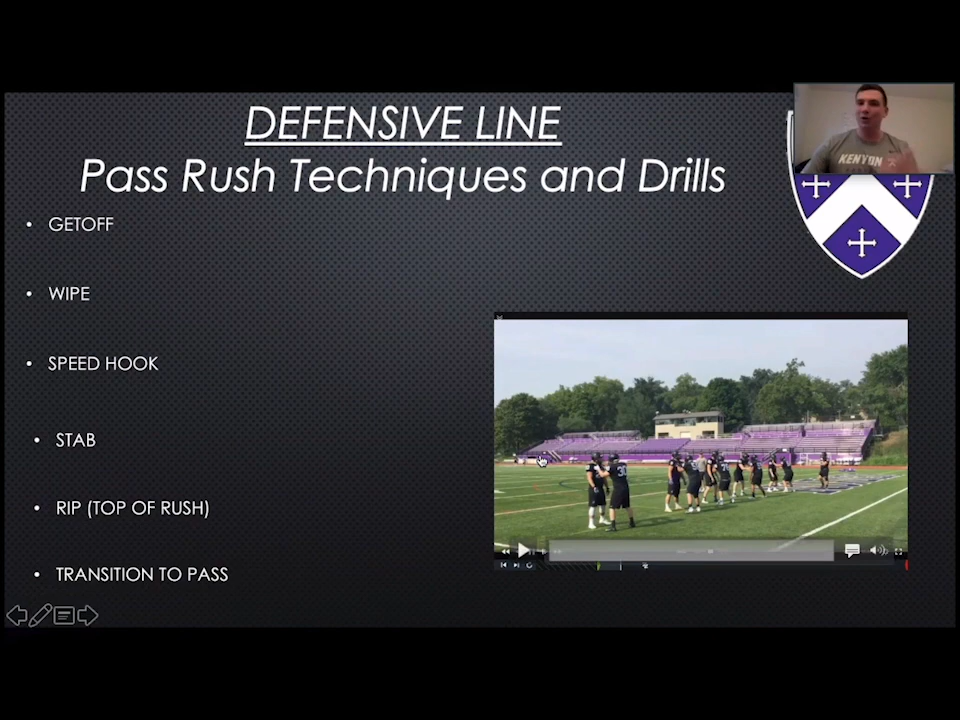 DEFENSIVE LINE
Pass Rush Techniques and Drills
KENYON
• GETOFF
• WIPE
• SPEED HOOK
• STAB
• RIP (TOP OF RUSH)
• TRANSITION TO PASS